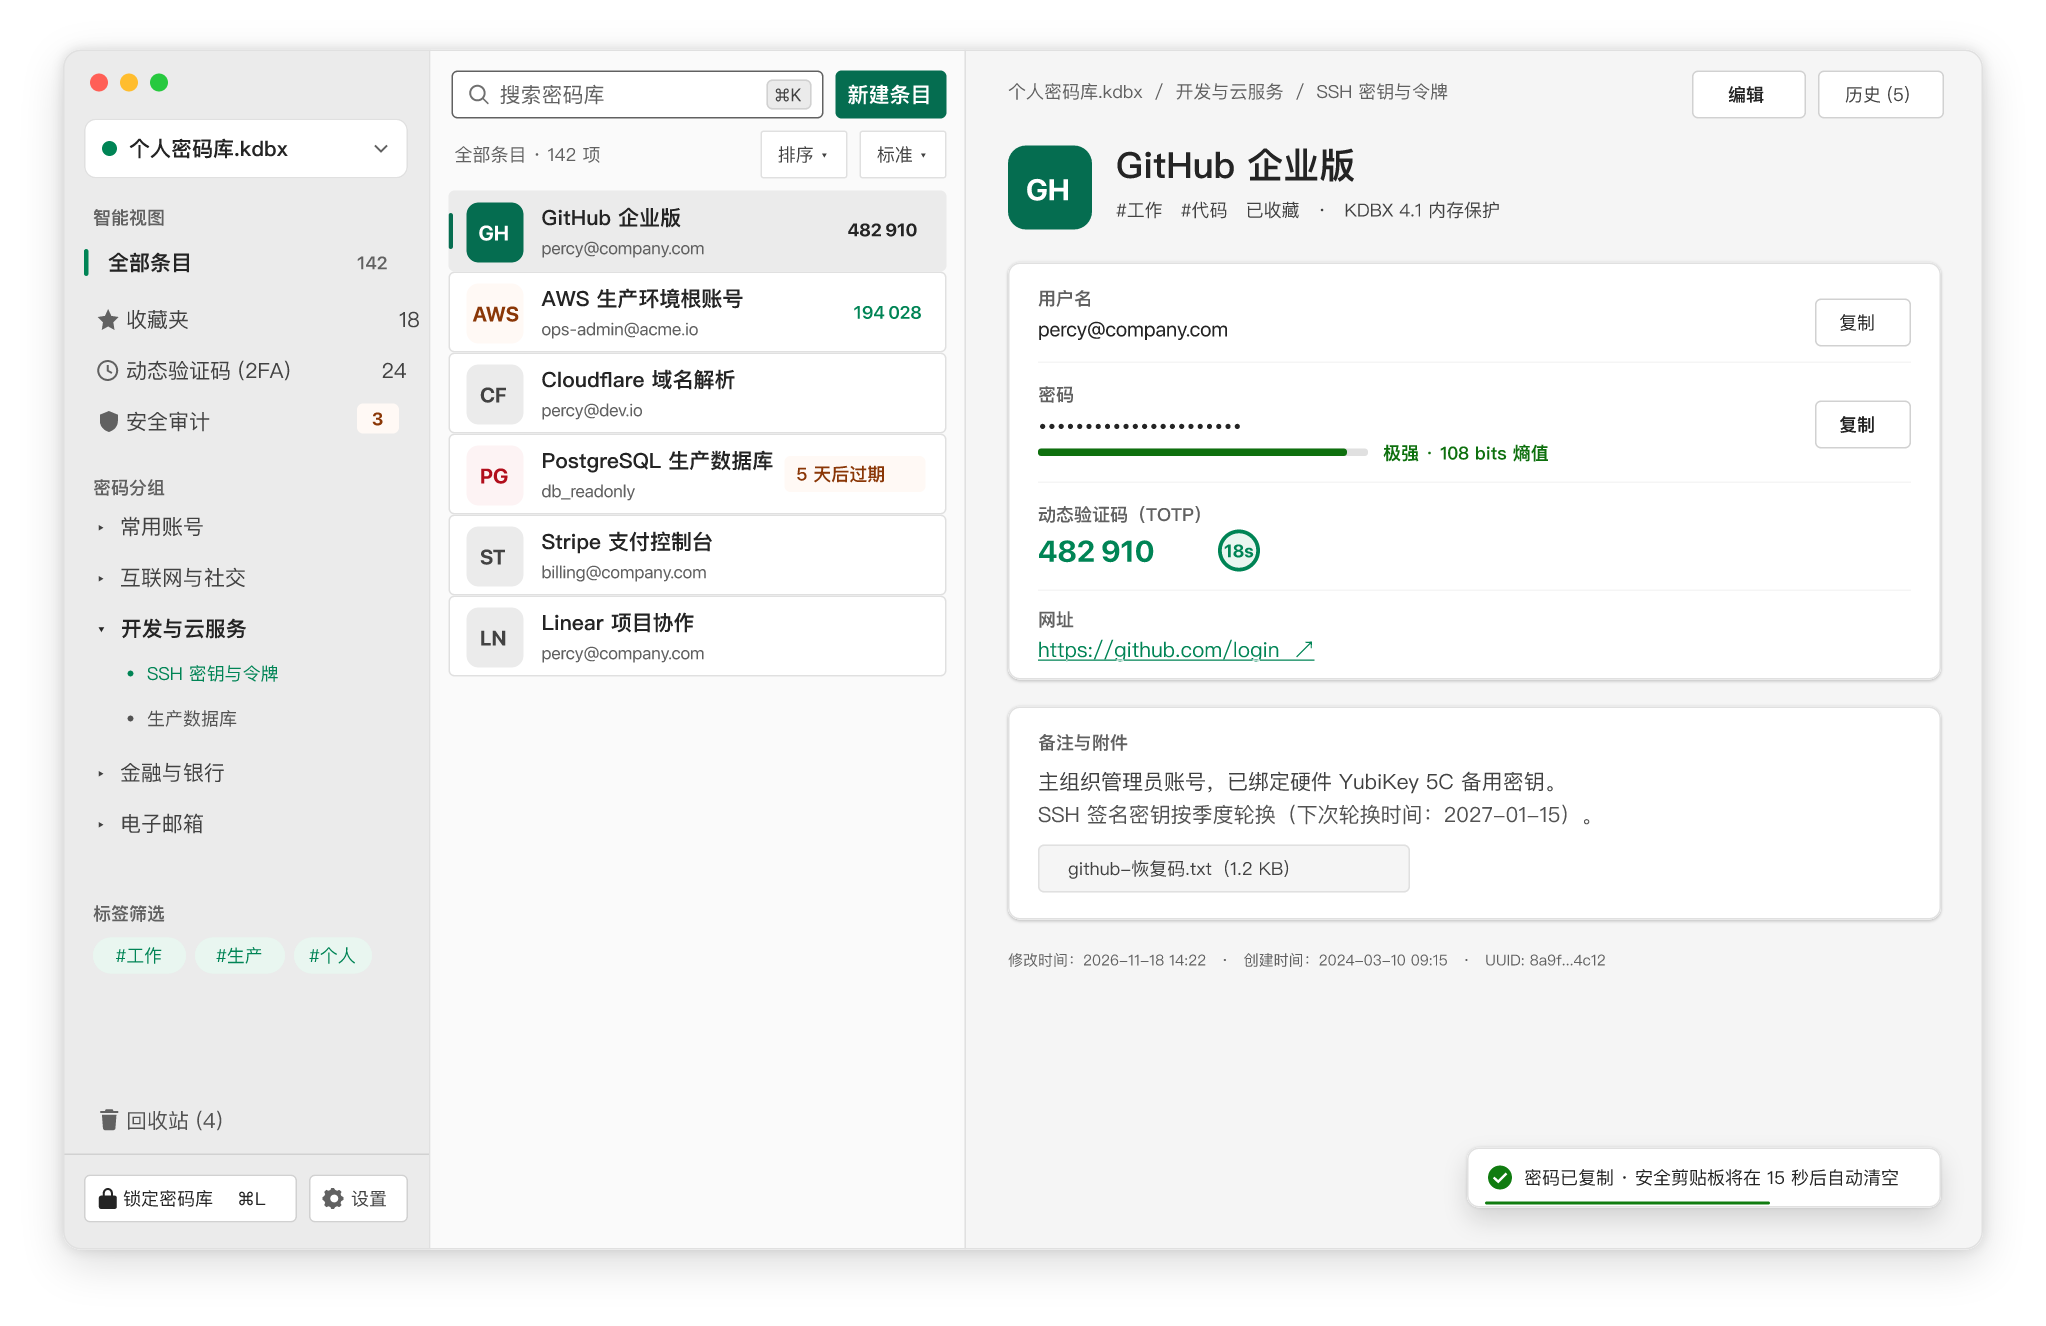 个人密码库.kdbx
智能视图
全部条目 142
收藏夹 18
动态验证码 (2FA) 24
安全审计 3
密码分组
常用账号
互联网与社交
开发与云服务
SSH 密钥与令牌
生产数据库
金融与银行
电子邮箱
标签筛选
#工作 #生产 #个人
回收站 (4)
锁定密码库 ⌘L 设置
搜索密码库 ⌘K 新建条目
全部条目 · 142 项 排序 标准
GH GitHub 企业版 482 910
percy@company.com
AWS AWS 生产环境根账号 194 028
ops-admin@acme.io
CF Cloudflare 域名解析
percy@dev.io
PG PostgreSQL 生产数据库 5 天后过期
db_readonly
ST Stripe 支付控制台
billing@company.com
LN Linear 项目协作
percy@company.com
个人密码库.kdbx / 开发与云服务 / SSH 密钥与令牌 编辑 历史 (5)
GH GitHub 企业版
#工作 #代码 已收藏 · KDBX 4.1 内存保护
用户名
percy@company.com 复制
密码
•••••••••••••••••••••• 复制
极强 · 108 bits 熵值
动态验证码（TOTP）
482 910 18s
网址
https://github.com/login ↗
备注与附件
主组织管理员账号，已绑定硬件 YubiKey 5C 备用密钥。
SSH 签名密钥按季度轮换（下次轮换时间：2027-01-15）。
github-恢复码.txt（1.2 KB）
修改时间：2026-11-18 14:22 · 创建时间：2024-03-10 09:15 · UUID: 8a9f...4c12
密码已复制 · 安全剪贴板将在 15 秒后自动清空